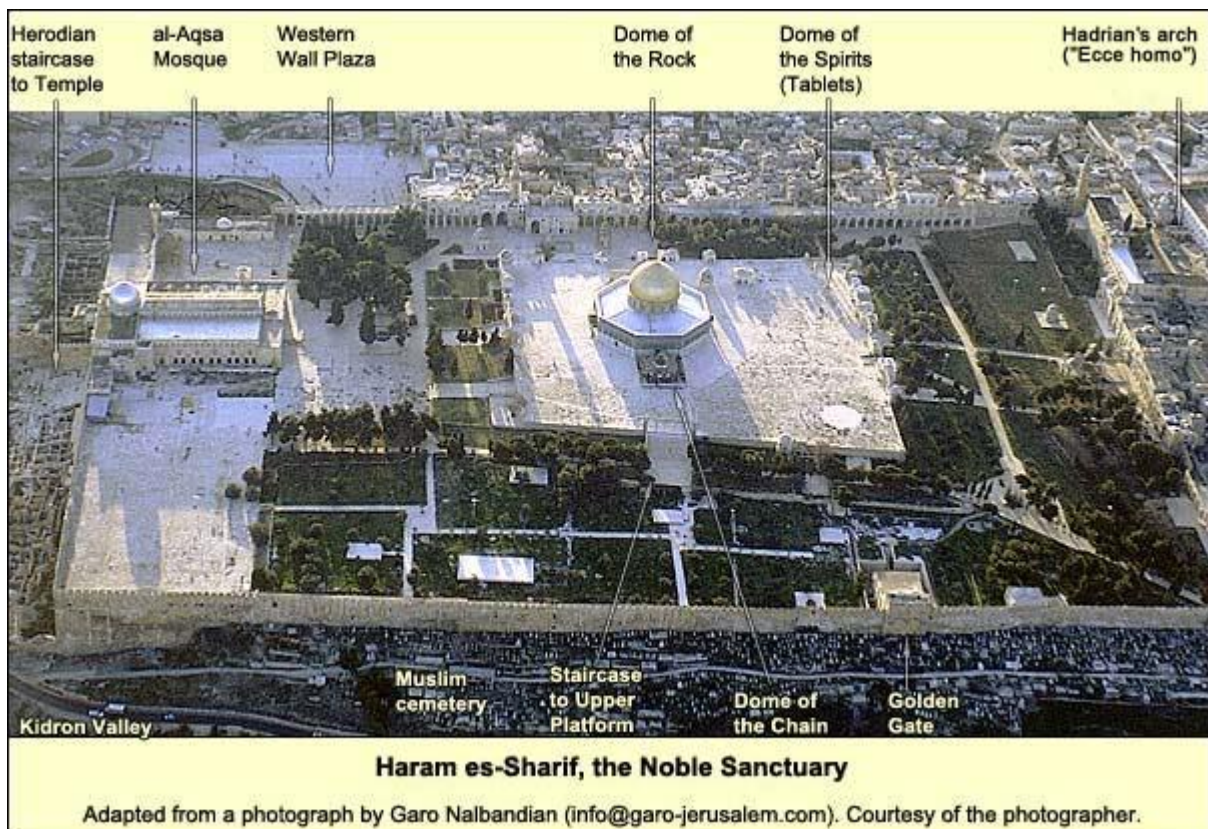 Herodian
staircase
to Temple
al-Aqsa
Mosque
Western
Wall Plaza
Dome of
the Rock
Dome of
the Spirits
(Tablets)
Hadrian's arch
("Ecce homo")
Kidron Valley
Muslim
cemetery
Staircase
to Upper
Platform
Dome of
the Chain
Golden
Gate
Haram es-Sharif, the Noble Sanctuary
Adapted from a photograph by Garo Nalbandian (info@garo-jerusalem.com). Courtesy of the photographer.